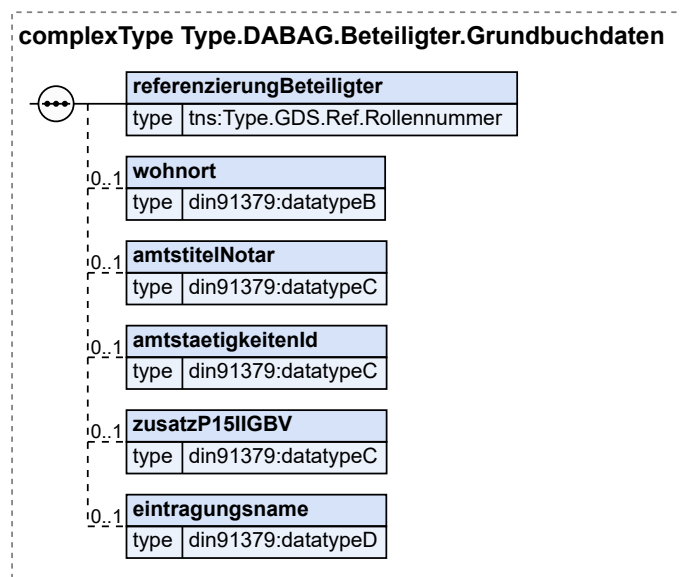 complexType Type.DABAG.Beteiligter.Grundbuchdaten
referenzierungBeteiligter
type tns:Type.GDS.Ref.Rollennummer
0..1 wohnort
type din91379:datatypeB
0..1 amtstitelNotar
type din91379:datatypeC
0..1 amtstaetigkeitenId
type din91379:datatypeC
0..1 zusatzP15IIGBV
type din91379:datatypeC
0..1 eintragungsname
type din91379:datatypeD